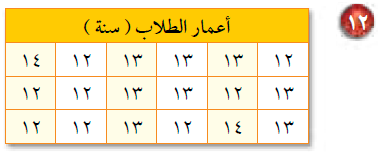 ١٢
أعمار الطلاب ( سنة )
١٢ ١٣ ١٣ ١٣ ١٢ ١٤
١٣ ١٢ ١٣ ١٣ ١٢ ١٢
١٣ ١٤ ١٢ ١٣ ١٢ ١٢